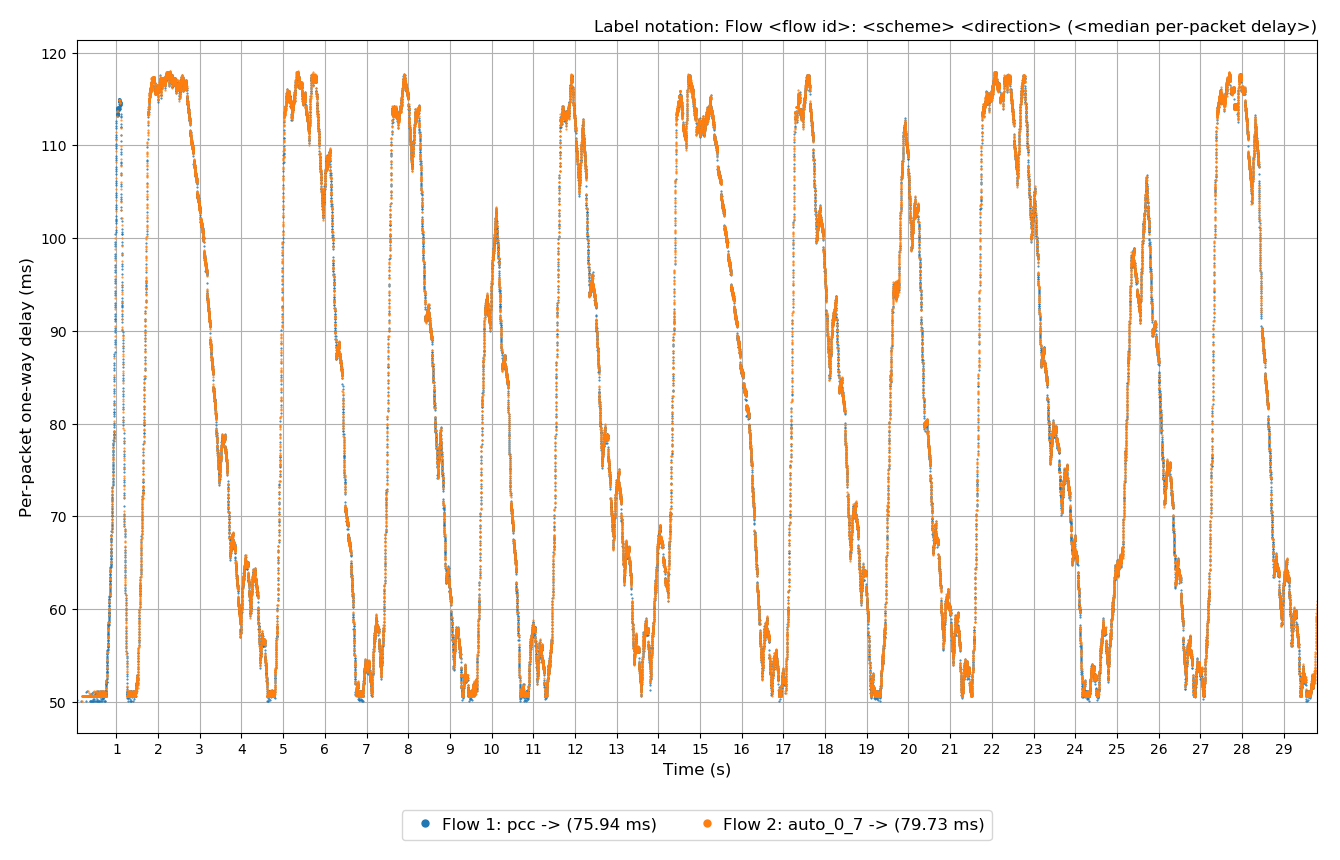 Label notation: Flow <flow id>: <scheme> <direction> (<median per-packet delay>)
Per-packet one-way delay (ms)
120
110
100
90
80
70
60
50
1 2 3 4 5 6 7 8 9 10 11 12 13 14 15 16 17 18 19 20 21 22 23 24 25 26 27 28 29
Time (s)
Flow 1: pcc -> (75.94 ms) Flow 2: auto_0_7 -> (79.73 ms)